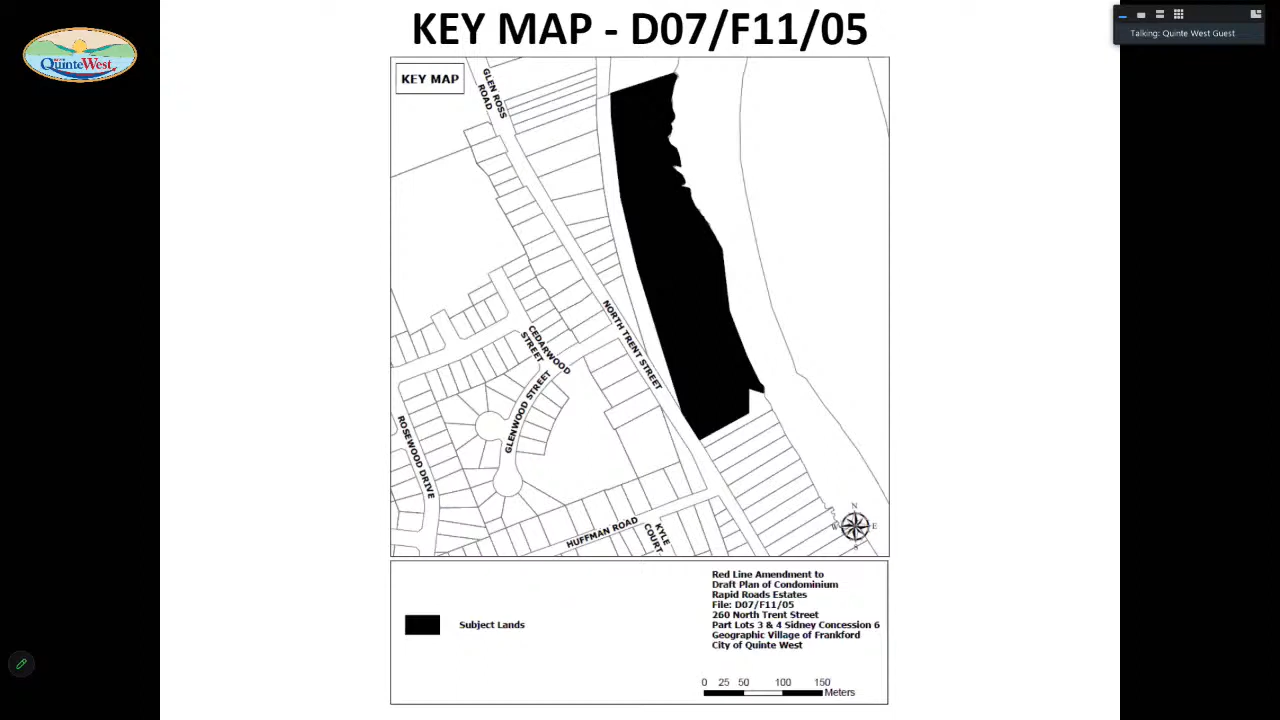 KEY MAP - D07/F11/05
Talking: Quinte West Guest
QuinteWest
KEY MAP
GLEN ROSS
ROAD
NORTH TRENT STREET
CEDARWOOD
STREET
GLENWOOD STREET
ROSEWOOD DRIVE
HUFFMAN ROAD
KYLE
COURT
N
W
E
S
Red Line Amendment to
Draft Plan of Condominium
Rapid Roads Estates
File: D07/F11/05
260 North Trent Street
Part Lots 3 & 4 Sidney Concession 6
Geographic Village of Frankford
City of Quinte West
Subject Lands
0 25 50 100 150
Meters